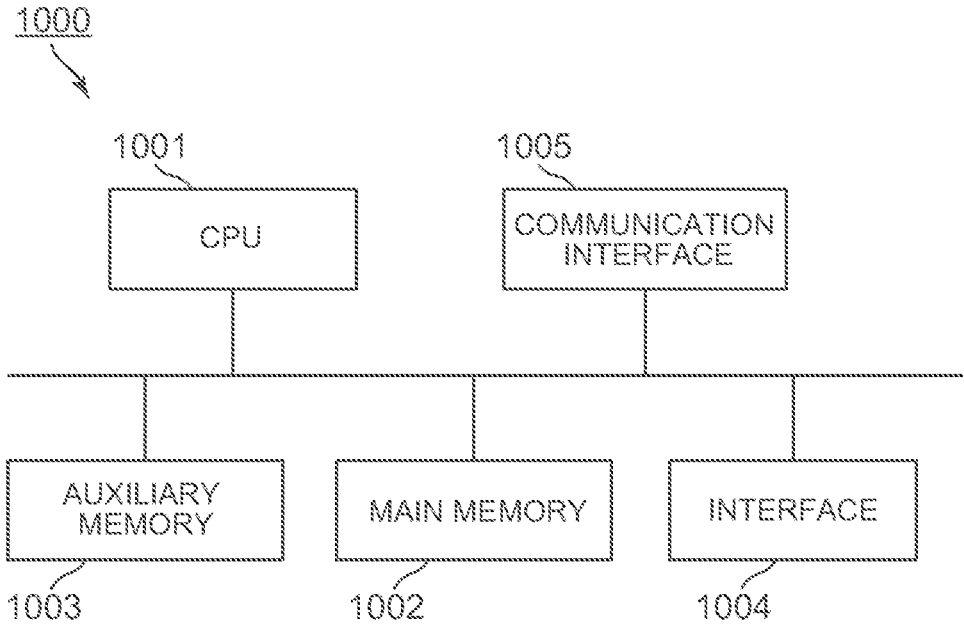 1000
1001
CPU
1005
COMMUNICATION
INTERFACE
AUXILIARY
MEMORY
1003
MAIN MEMORY
1002
INTERFACE
1004